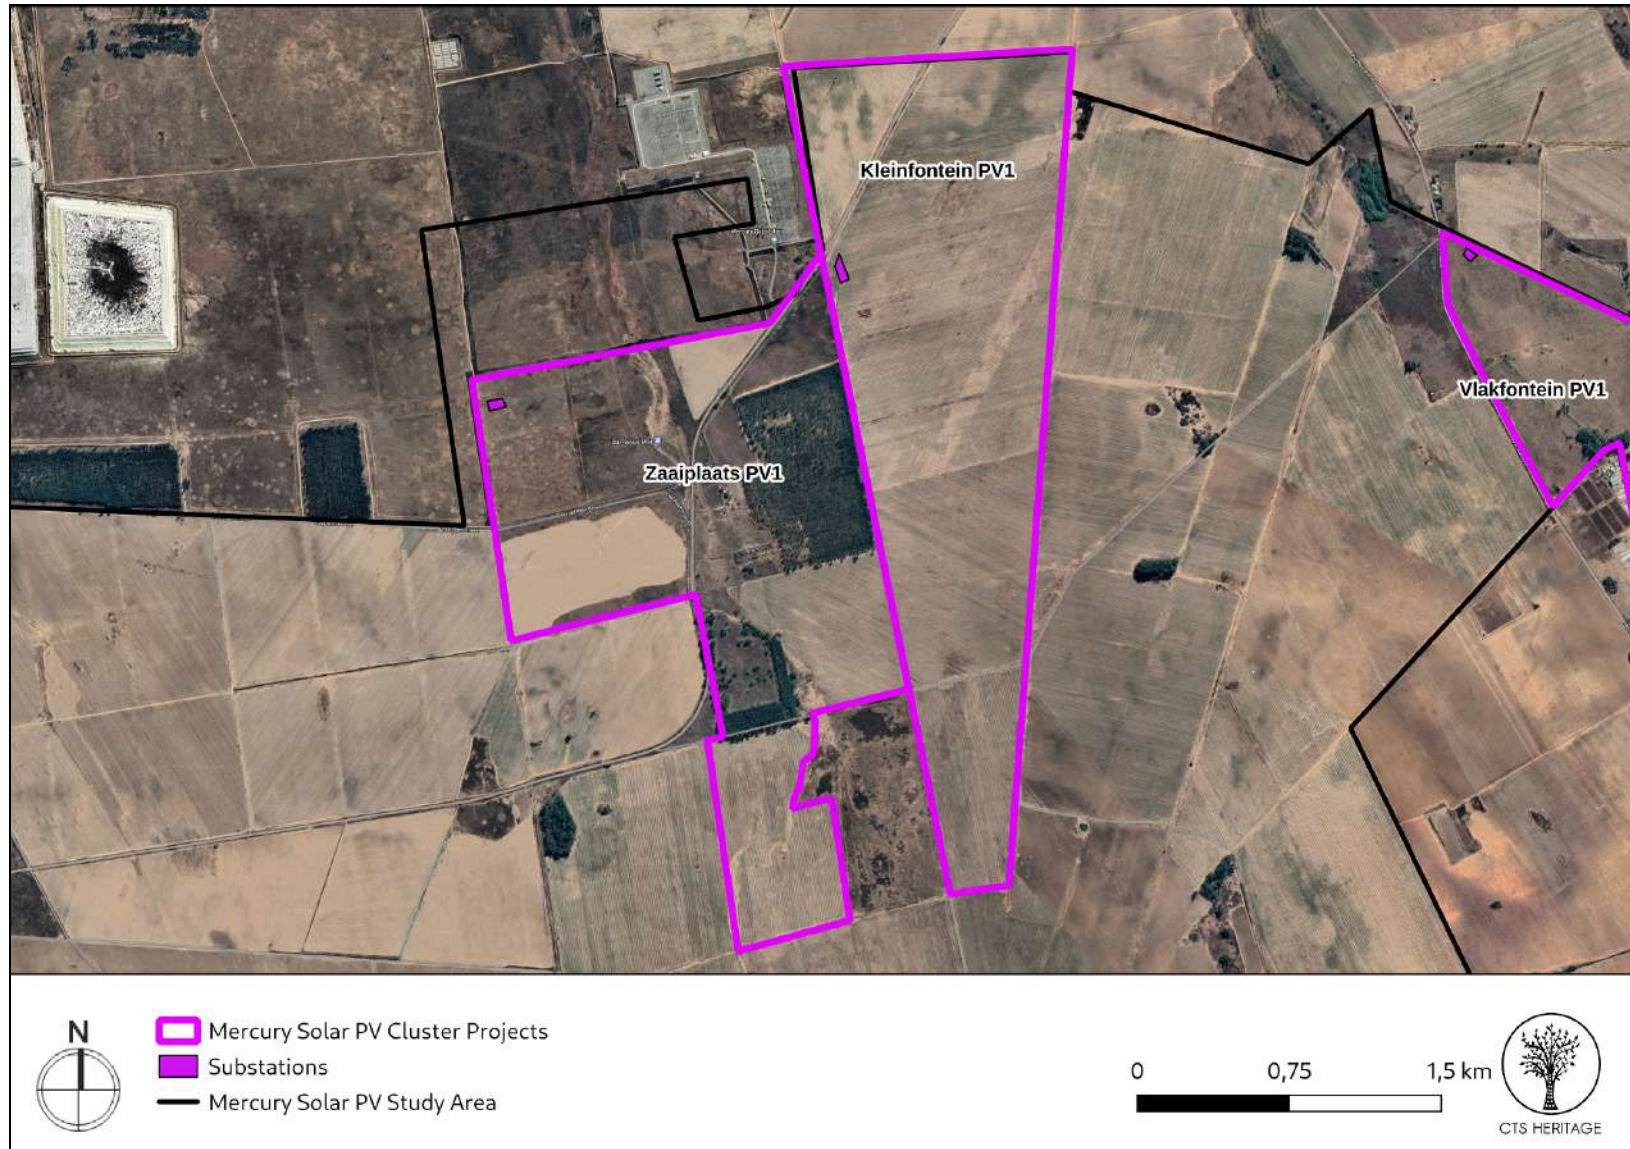 Kleinfontein PV1
Vlakfontein PV1
Zaaiplaats PV1
N
Mercury Solar PV Cluster Projects
Substations
Mercury Solar PV Study Area
0 0,75 1,5 km
CTS HERITAGE